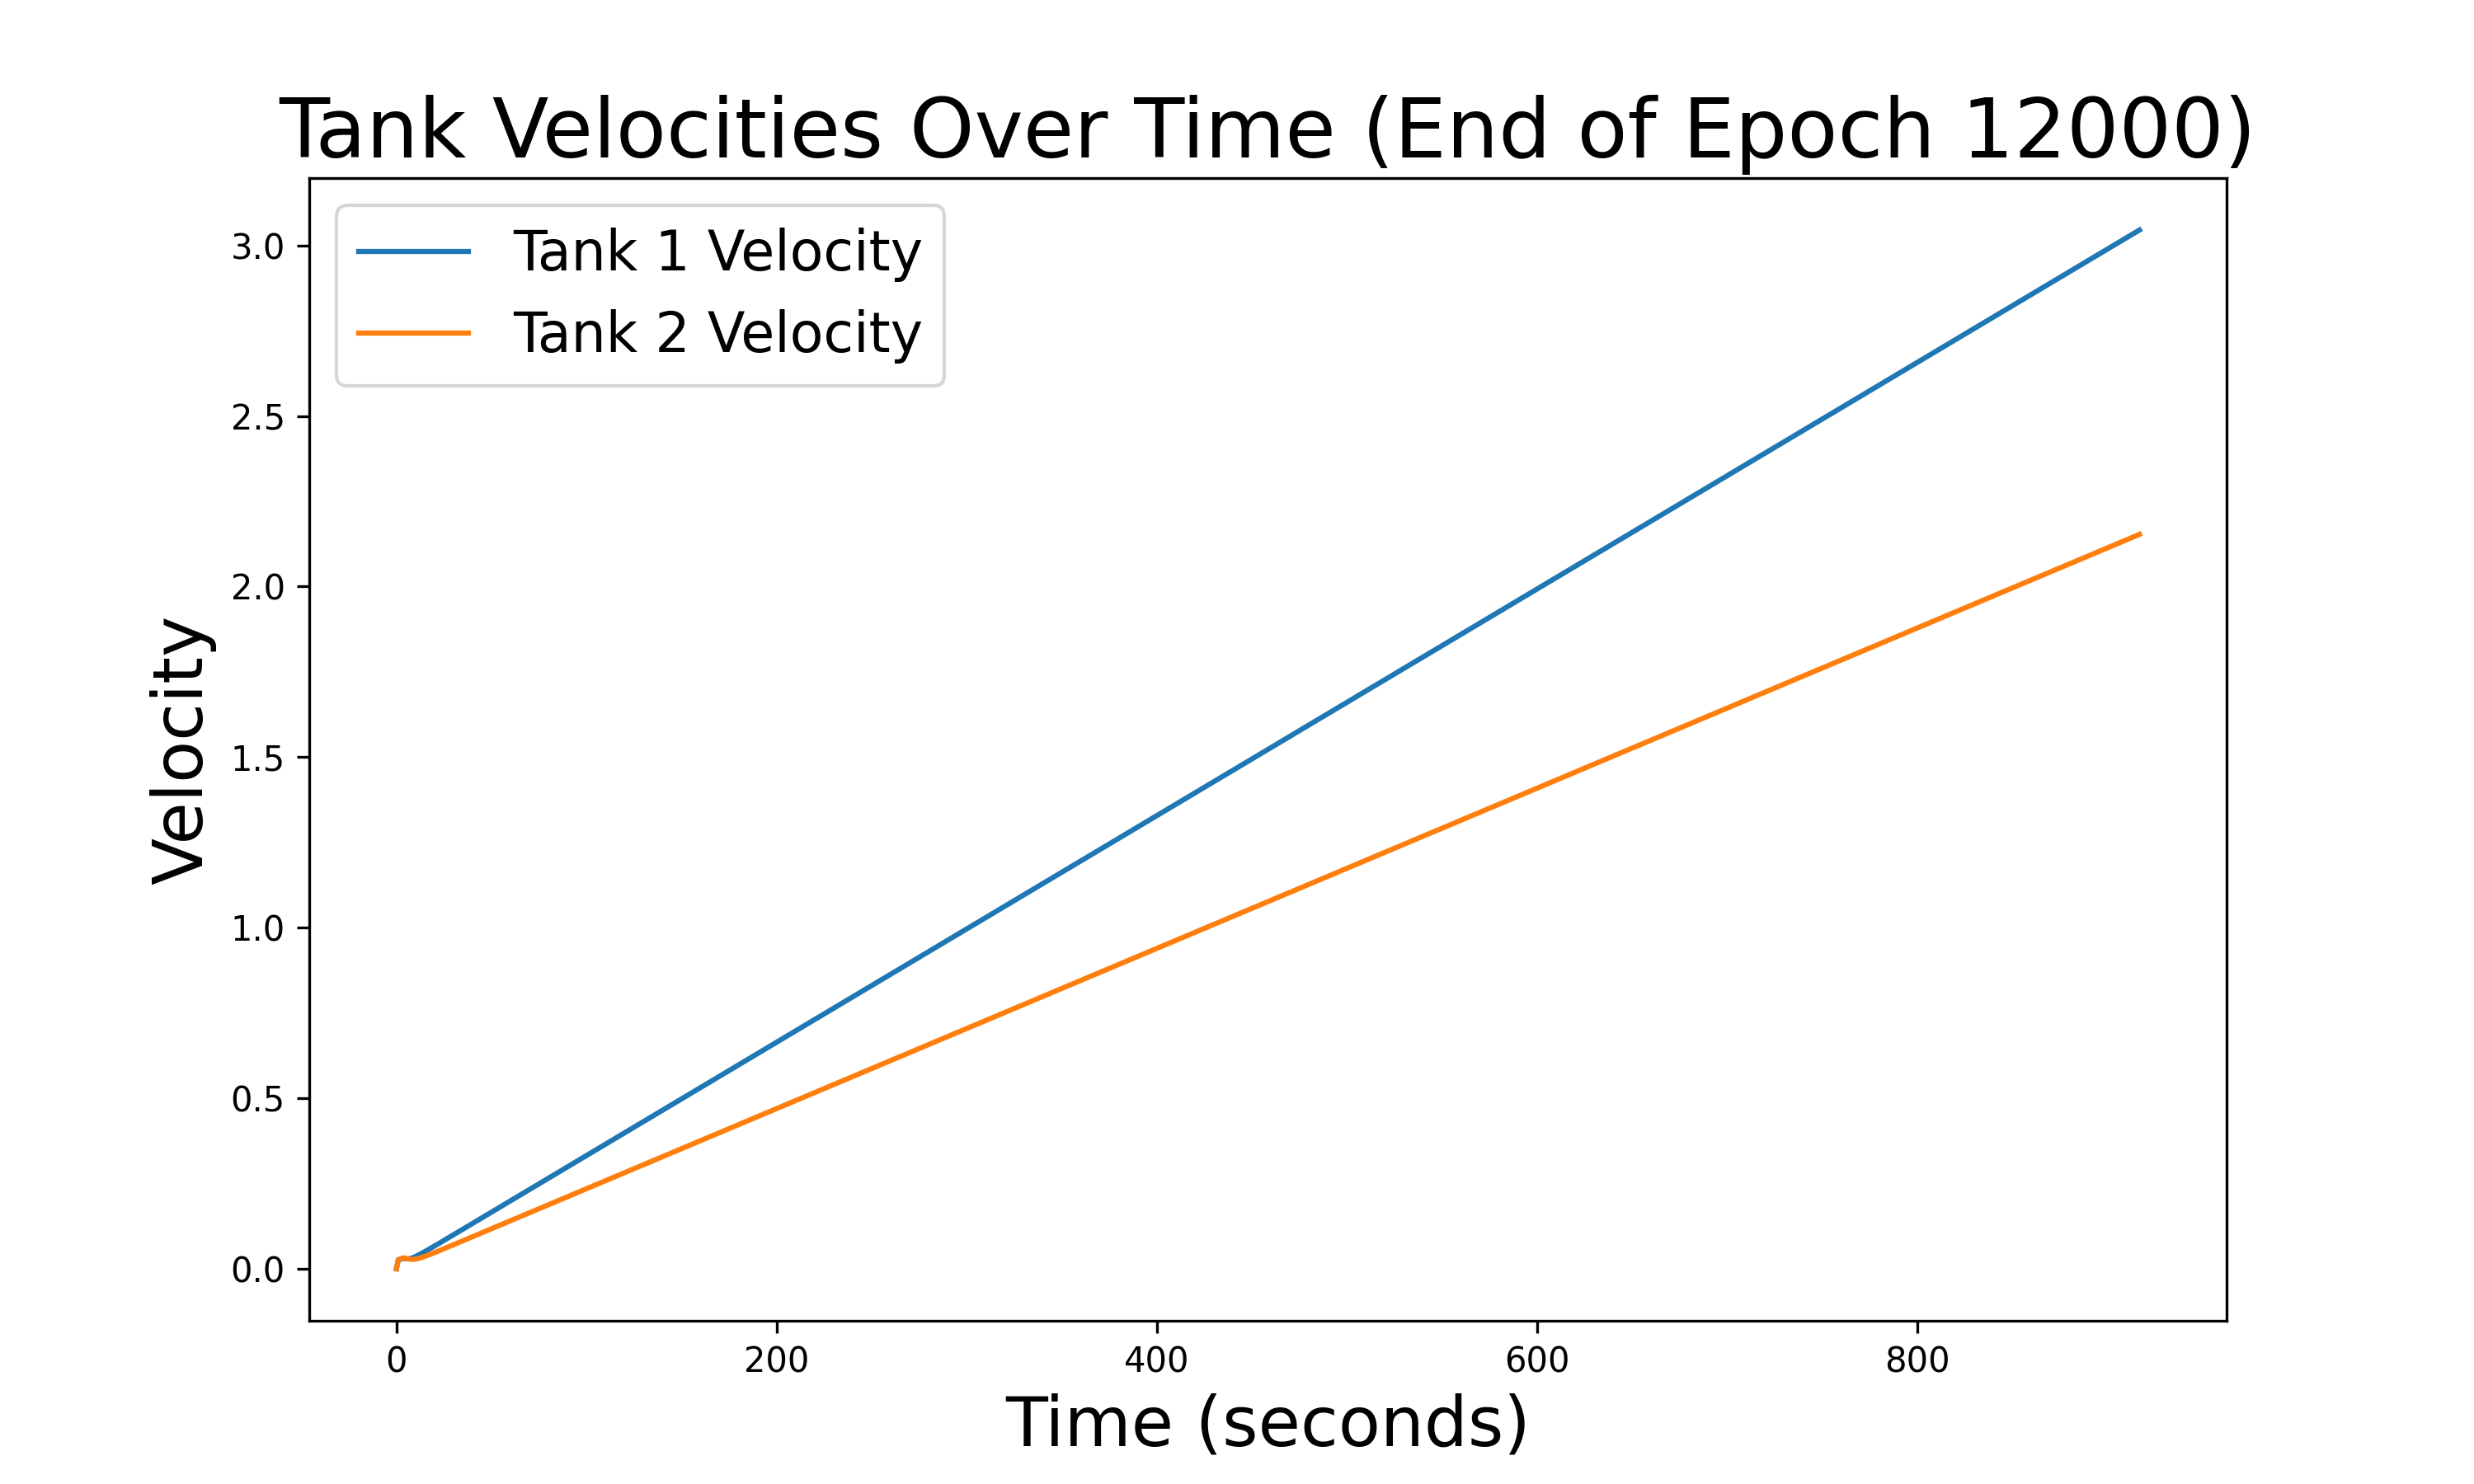 Tank Velocities Over Time (End of Epoch 12000)
Tank 1 Velocity
Tank 2 Velocity
Velocity
3.0
2.5
2.0
1.5
1.0
0.5
0.0
0 200 400 600 800
Time (seconds)